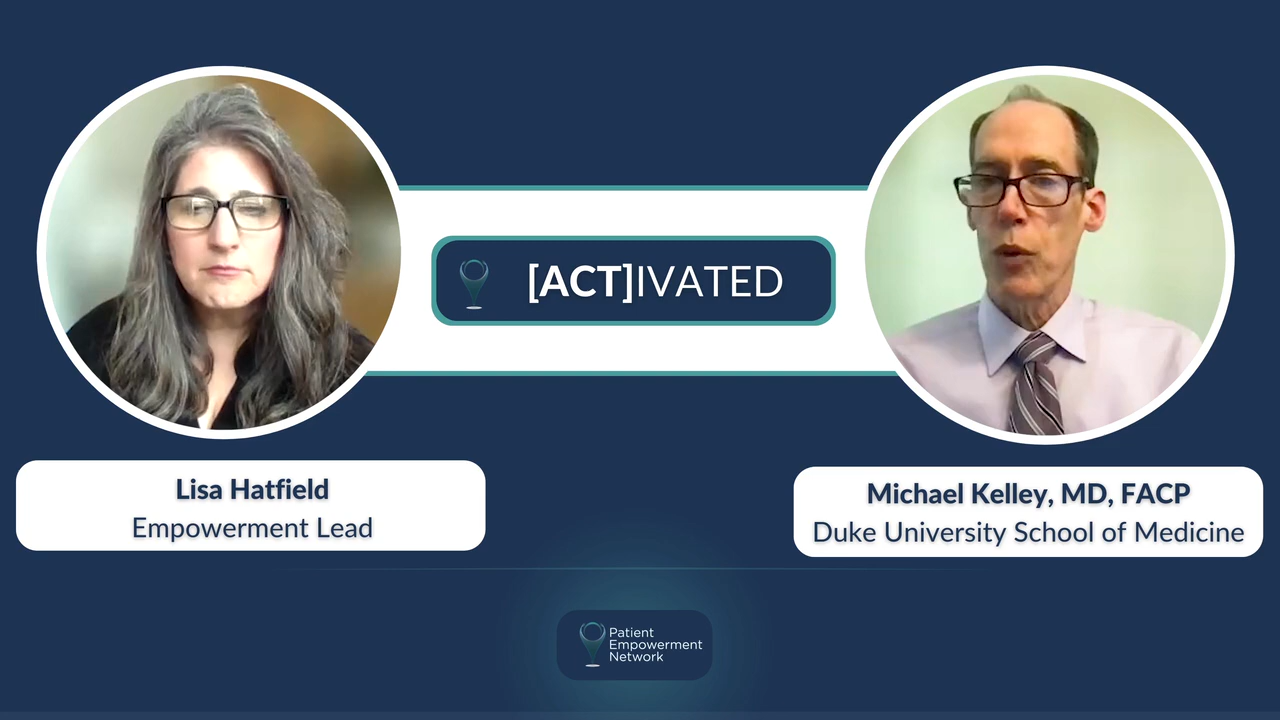 [ACT]IVATED
Lisa Hatfield
Empowerment Lead
Michael Kelley, MD, FACP
Duke University School of Medicine
Patient
Empowerment
Network